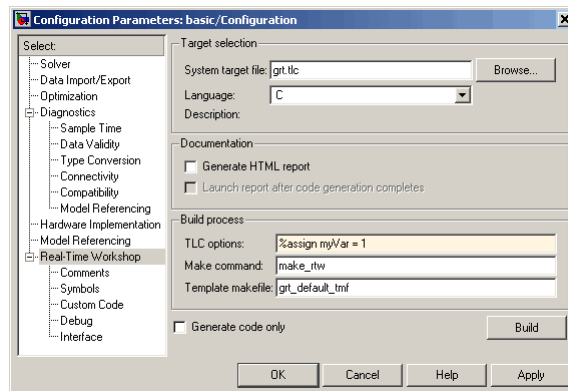 Configuration Parameters: basic/Configuration
Select:
Solver
Data Import/Export
Optimization
Diagnostics
Sample Time
Data Validity
Type Conversion
Connectivity
Compatibility
Model Referencing
Hardware Implementation
Model Referencing
Real-Time Workshop
Comments
Symbols
Custom Code
Debug
Interface
Target selection
System target file: grt.tlc Browse...
Language: C
Description:
Documentation
Generate HTML report
Launch report after code generation completes
Build process
TLC options: %assign myVar = 1
Make command: make_rtw
Template makefile: grt_default_tmf
Generate code only Build
OK Cancel Help Apply